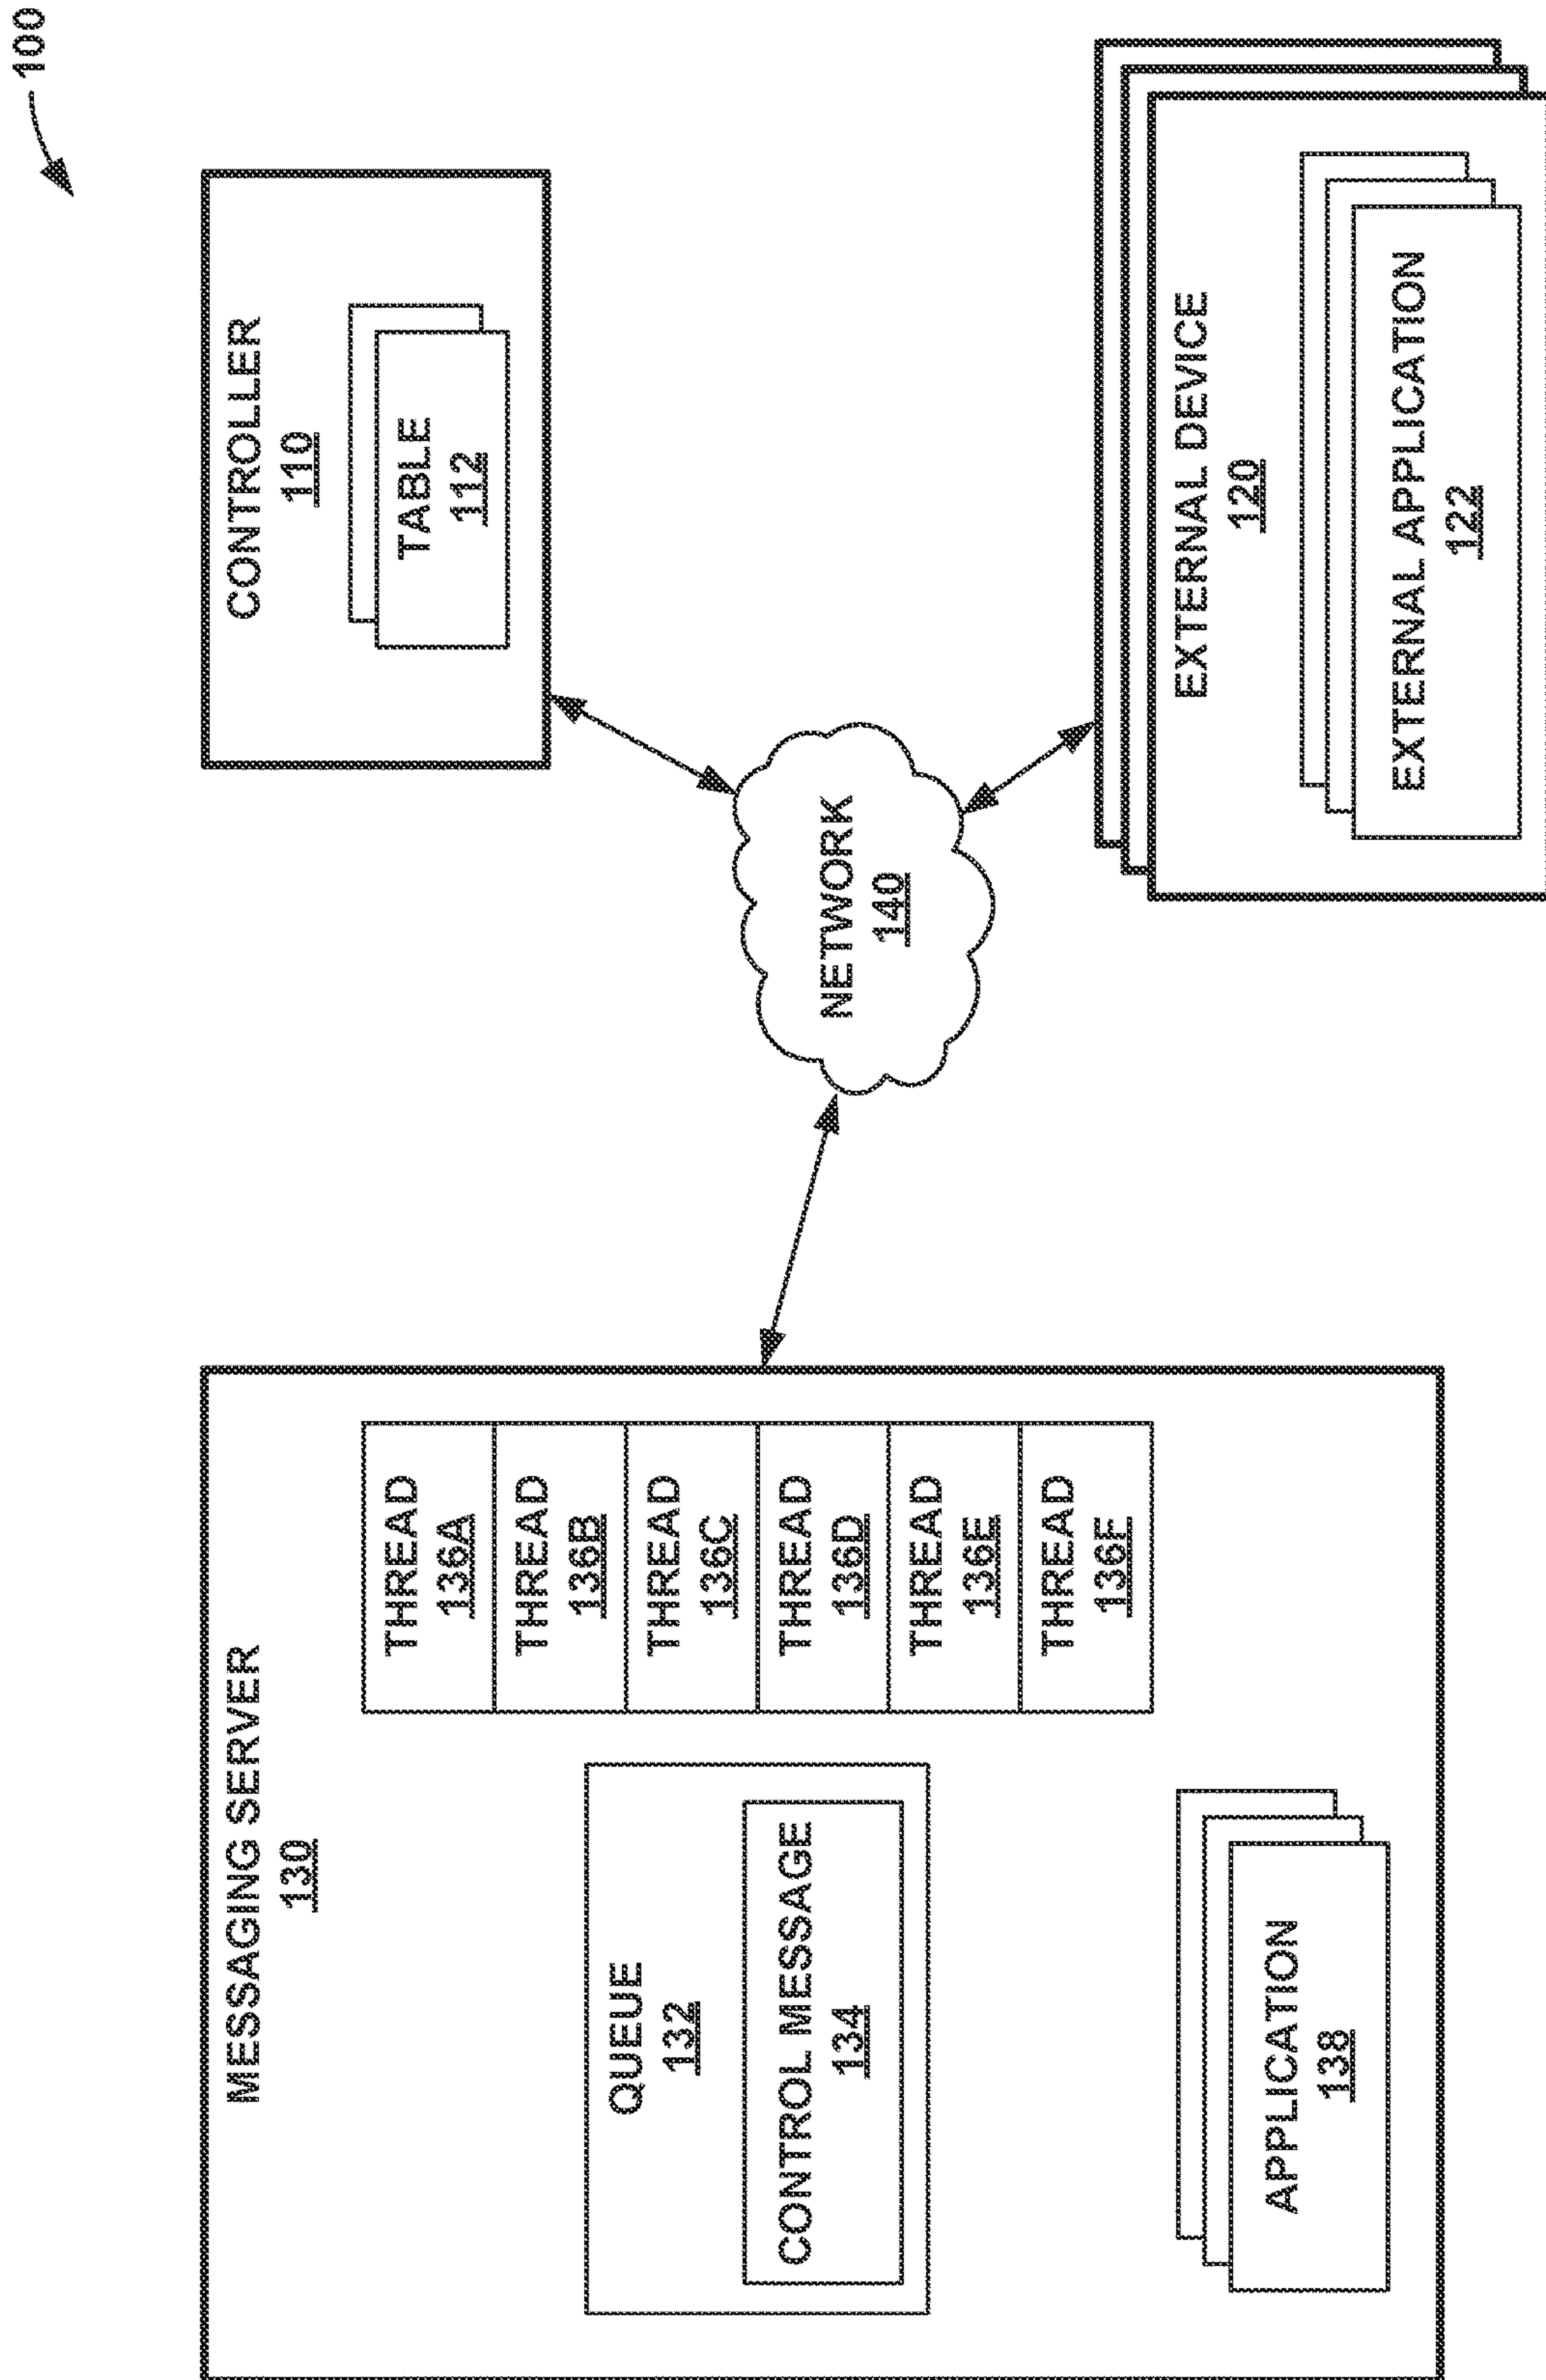 100
MESSAGING SERVER
130
QUEUE
132
CONTROL MESSAGE
134
THREAD
136A
THREAD
136B
THREAD
136C
THREAD
136D
THREAD
136E
THREAD
136F
APPLICATION
138
NETWORK
140
CONTROLLER
110
TABLE
112
EXTERNAL DEVICE
120
EXTERNAL APPLICATION
122